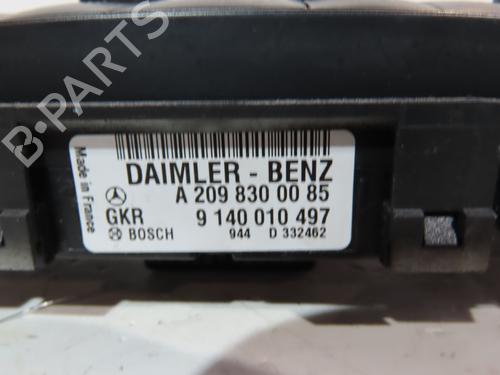 B-PARTS
Made in France
DAIMLER - BENZ
A 209 830 00 85
GKR 9 140 010 497
BOSCH 944 D 332462